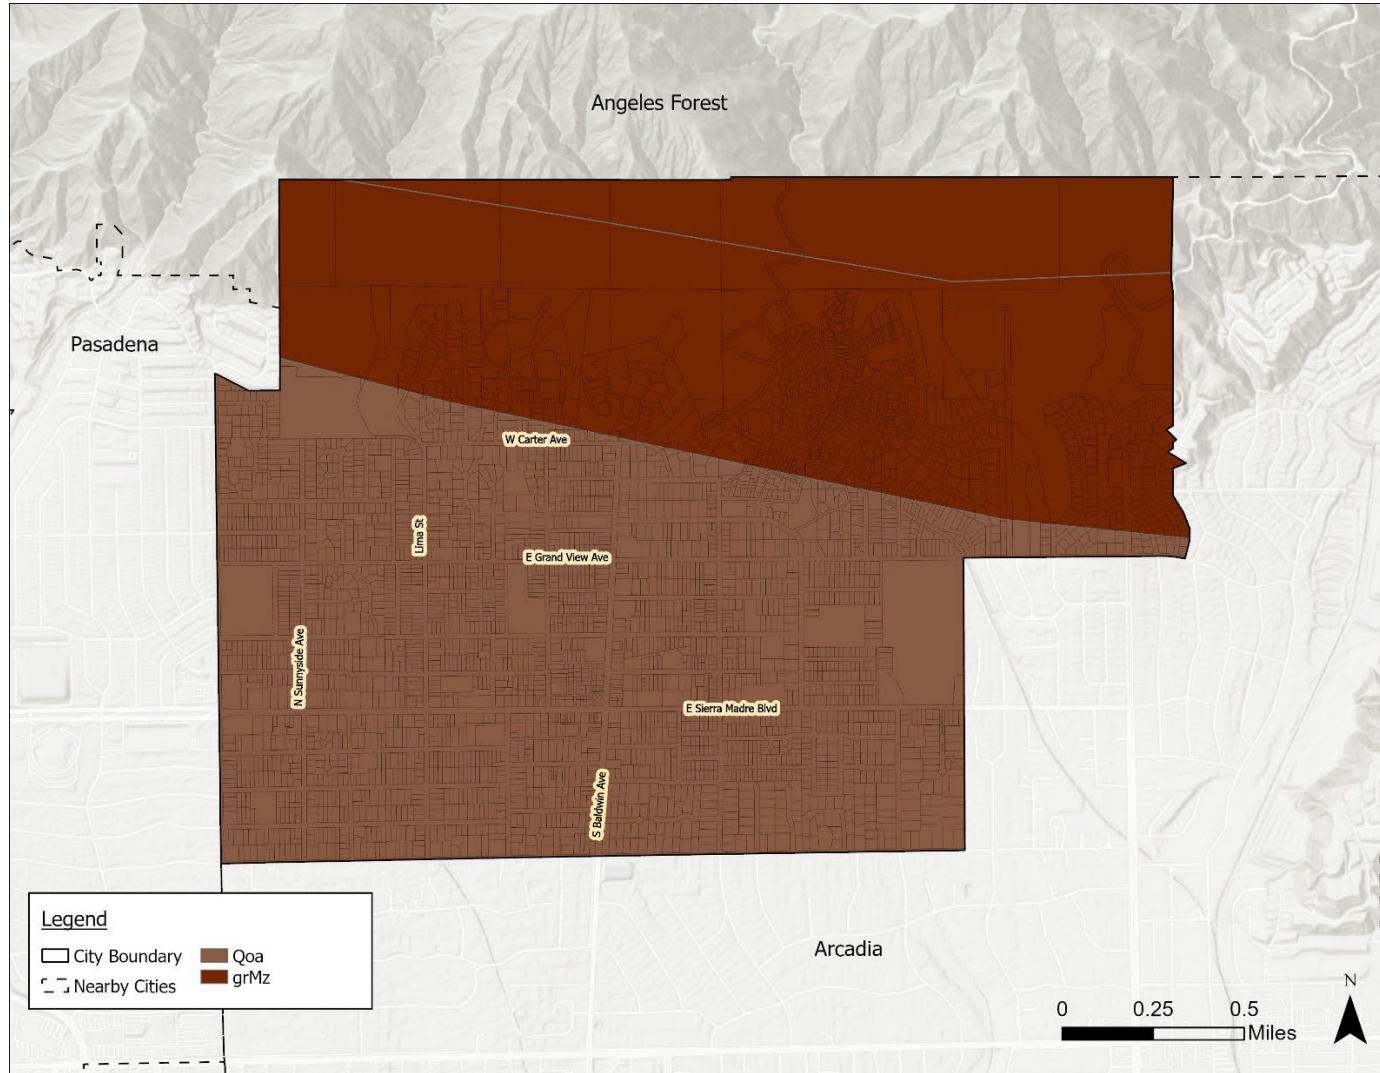 Angeles Forest
Pasadena
W Carter Ave
Lima St
E Grand View Ave
N Sunnyside Ave
E Sierra Madre Blvd
S Baldwin Ave
Arcadia
Legend
City Boundary
Nearby Cities
Qoa
grMz
N
0 0.25 0.5
Miles